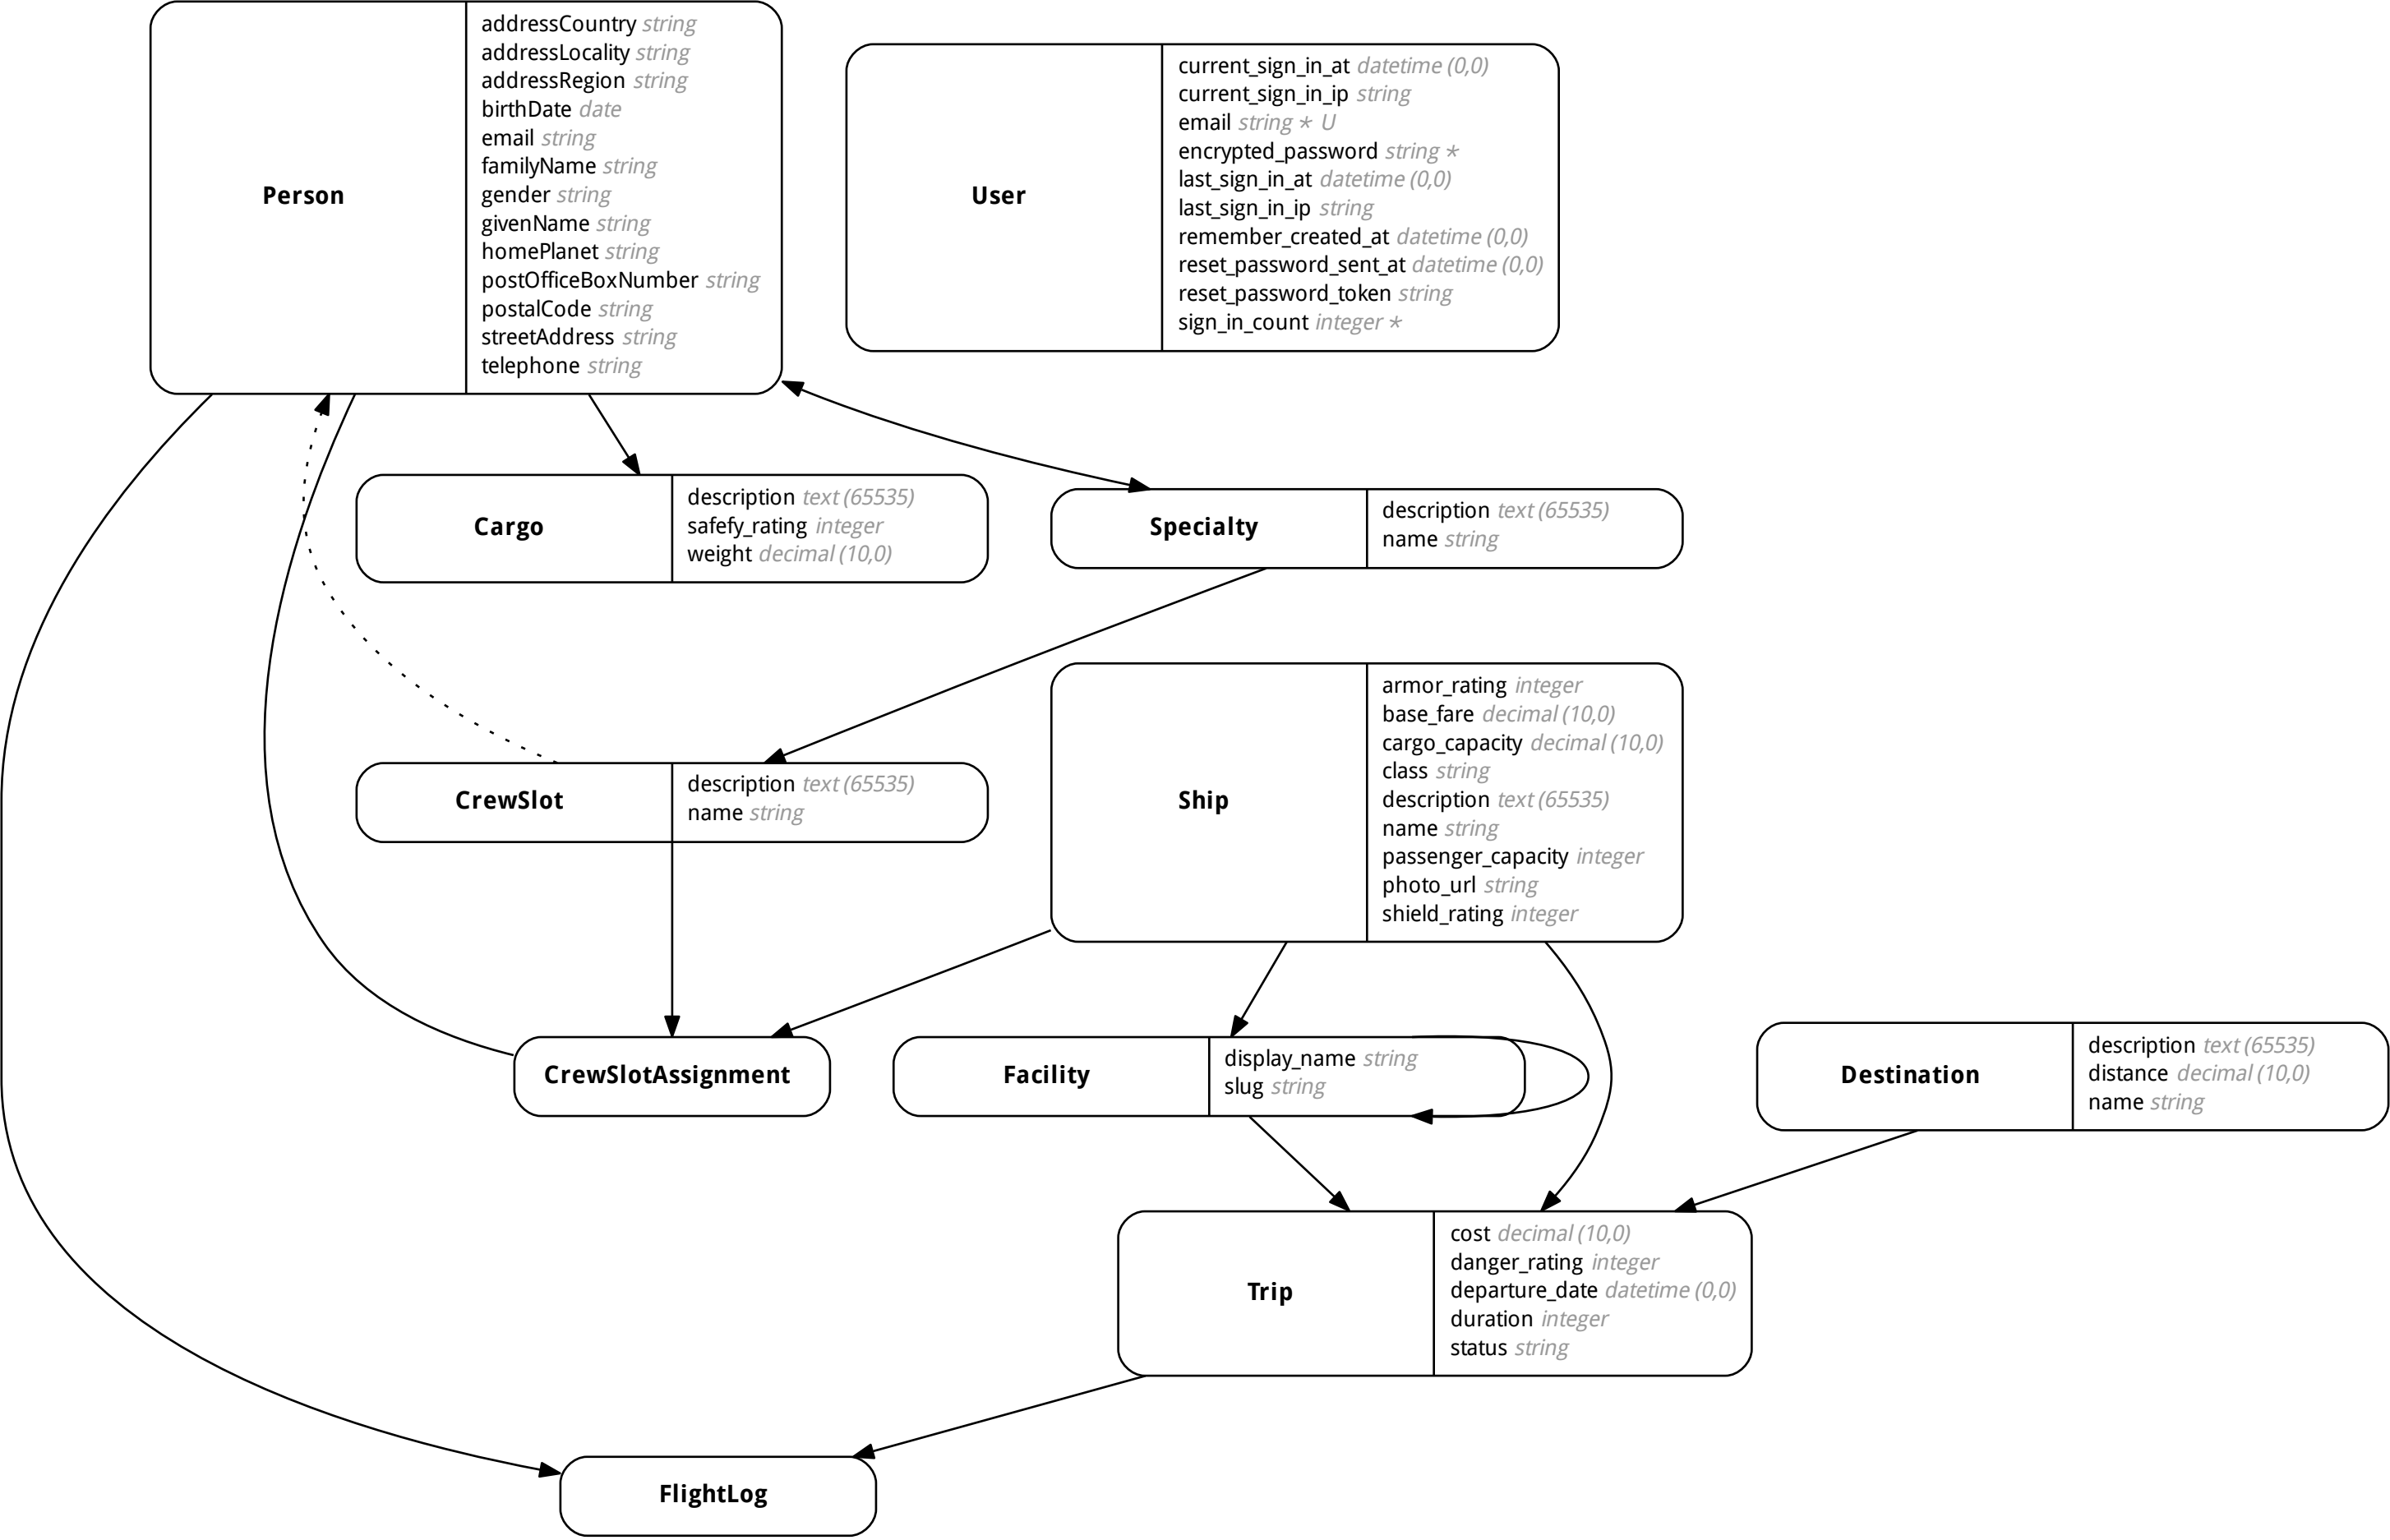 Person
addressCountry string
addressLocality string
addressRegion string
birthDate date
email string
familyName string
gender string
givenName string
homePlanet string
postOfficeBoxNumber string
postalCode string
streetAddress string
telephone string
User
current_sign_in_at datetime (0,0)
current_sign_in_ip string
email string * U
encrypted_password string *
last_sign_in_at datetime (0,0)
last_sign_in_ip string
remember_created_at datetime (0,0)
reset_password_sent_at datetime (0,0)
reset_password_token string
sign_in_count integer *
Cargo
description text (65535)
safefy_rating integer
weight decimal (10,0)
Specialty
description text (65535)
name string
CrewSlot
description text (65535)
name string
Ship
armor_rating integer
base_fare decimal (10,0)
cargo_capacity decimal (10,0)
class string
description text (65535)
name string
passenger_capacity integer
photo_url string
shield_rating integer
CrewSlotAssignment
Facility
display_name string
slug string
Destination
description text (65535)
distance decimal (10,0)
name string
Trip
cost decimal (10,0)
danger_rating integer
departure_date datetime (0,0)
duration integer
status string
FlightLog